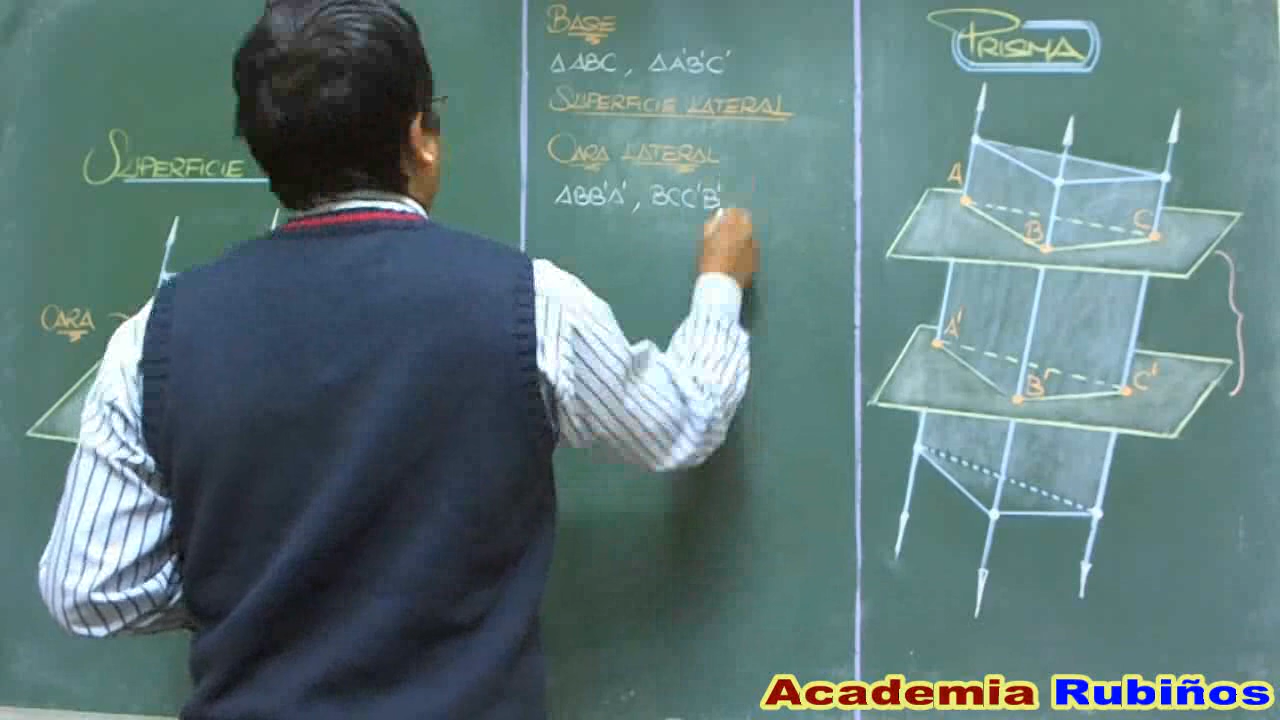 SUPERFICIE
CARA
BASE
△ABC, △A'B'C'
SUPERFICIE LATERAL
CARA LATERAL
ABB'A', BCC'B'
PRISMA
A
B
C
A'
B'
C'
Academia Rubiños